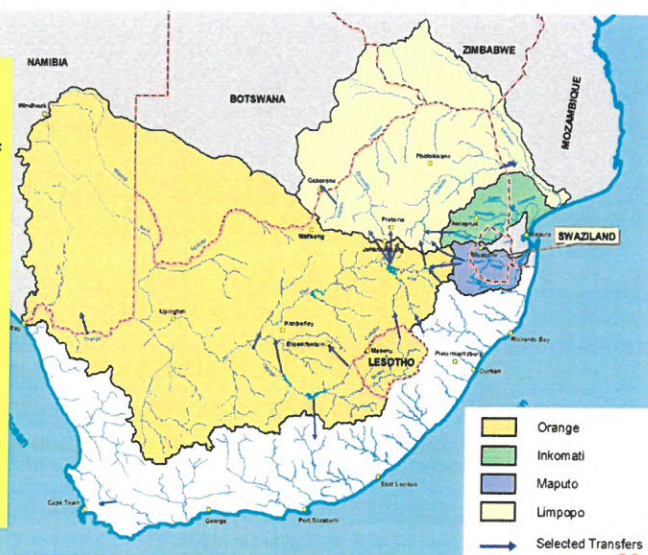 NAMIBIA
ZIMBABWE
BOTSWANA
MOZAMBIQUE
Windhoek
Gaborone
Pretoria
Mafikeng
SWAZILAND
Upington
Kimberley
Bloemfontein
Maseru
LESOTHO
Pietermaritzburg
Richards Bay
Durban
East London
Cape Town
George
Port Elizabeth
Orange
Inkomati
Maputo
Limpopo
Selected Transfers